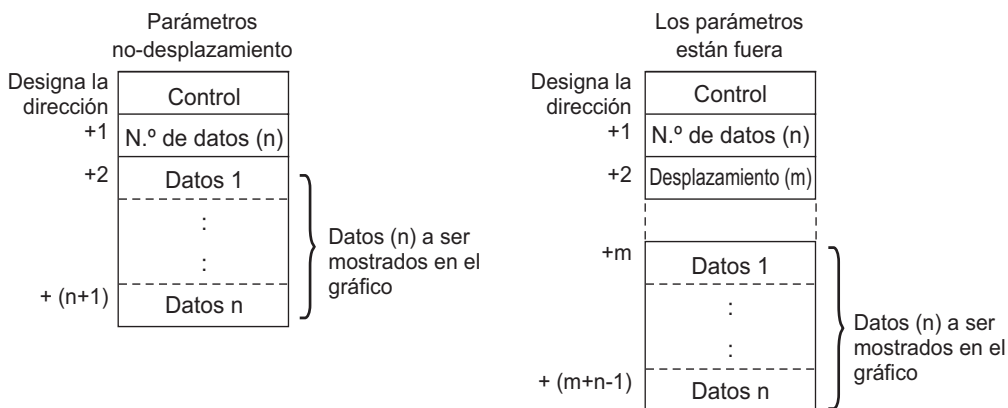 Parámetros
no-desplazamiento
Designa la
dirección
Control
+1
N.º de datos (n)
+2
Datos 1
:
:
+ (n+1)
Datos n
Datos (n) a ser
mostrados en el
gráfico
Los parámetros
están fuera
Designa la
dirección
Control
+1
N.º de datos (n)
+2
Desplazamiento (m)
+m
Datos 1
:
:
+ (m+n-1)
Datos n
Datos (n) a ser
mostrados en el
gráfico